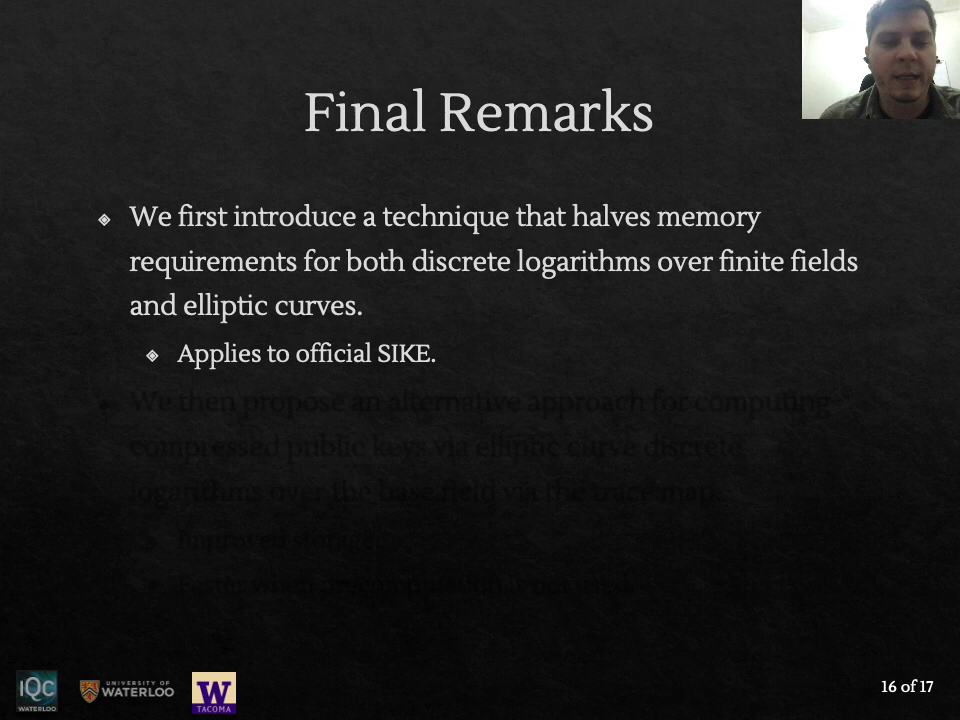 Final Remarks
We first introduce a technique that halves memory
requirements for both discrete logarithms over finite fields
and elliptic curves.
Applies to official SIKE.
We then propose an alternative approach for computing
compressed public keys via elliptic curve discrete
logarithms over the base field via the trace map.
Improved storage
IQC
WATERLOO
UNIVERSITY OF
WATERLOO
W
TACOMA
16 of 17